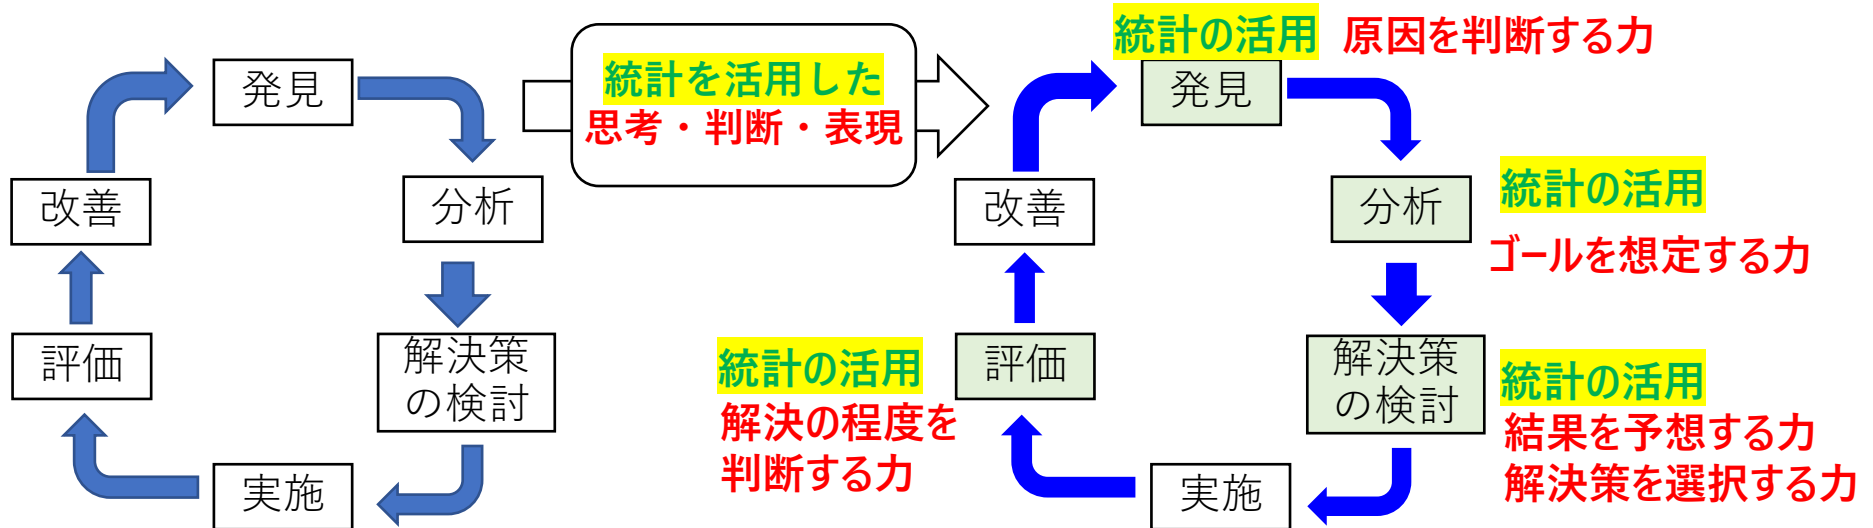 発見
分析
解決策
の検討
実施
評価
改善
統計を活用した
思考・判断・表現
統計の活用 原因を判断する力
発見
分析
統計の活用
ゴールを想定する力
解決策
の検討
統計の活用
結果を予想する力
解決策を選択する力
実施
評価
統計の活用
解決の程度を
判断する力
改善